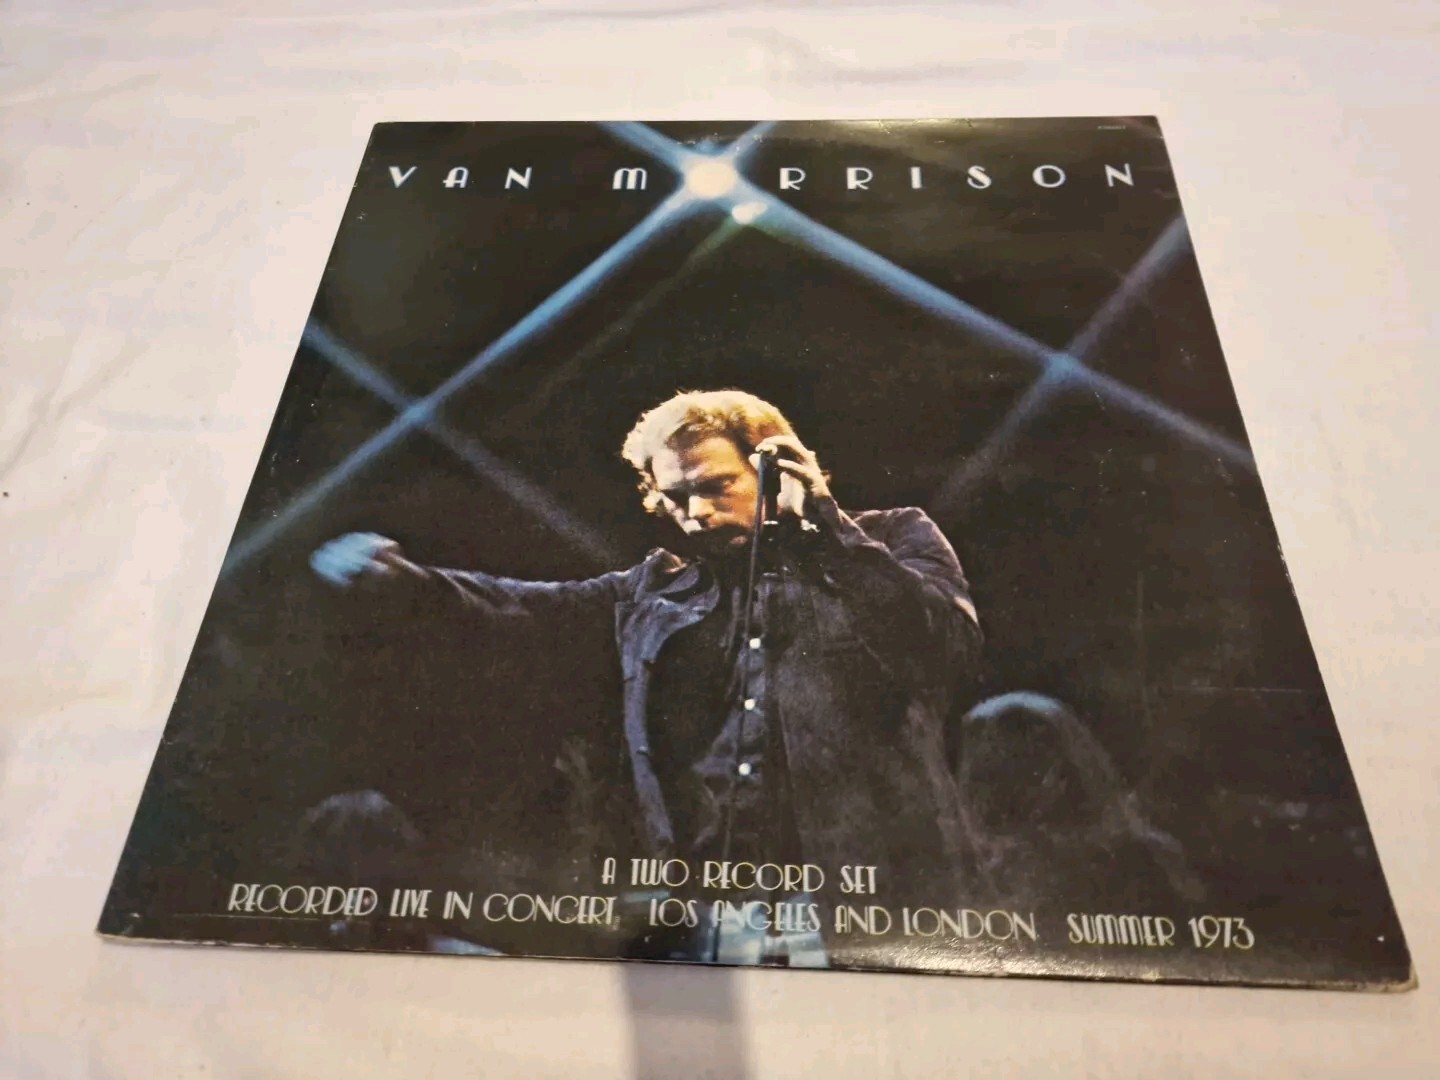 VAN MORRISON
A TWO RECORD SET
RECORDED LIVE IN CONCERT, LOS ANGELES AND LONDON SUMMER 1973